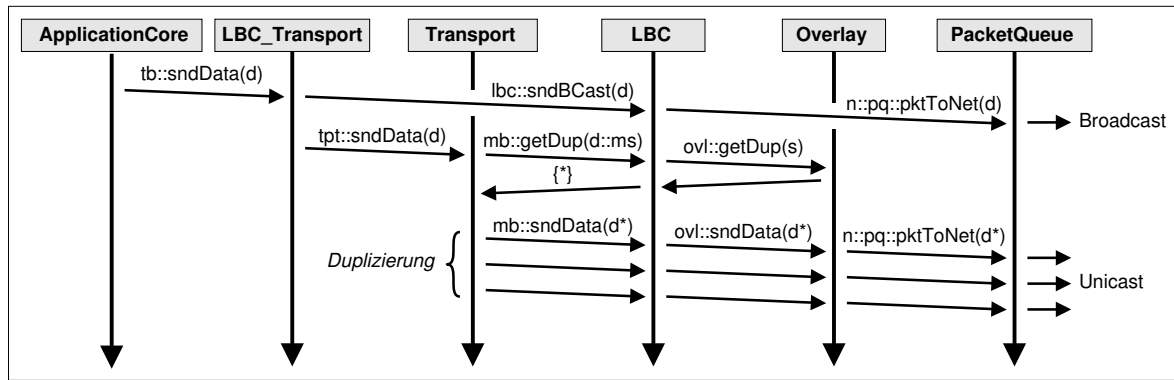 ApplicationCore LBC_Transport Transport LBC Overlay PacketQueue
tb::sndData(d)
lbc::sndBCast(d)
n::pq::pktToNet(d)
Broadcast
tpt::sndData(d)
mb::getDup(d::ms)
ovl::getDup(s)
{*}
mb::sndData(d*)
ovl::sndData(d*)
n::pq::pktToNet(d*)
Duplizierung
Unicast